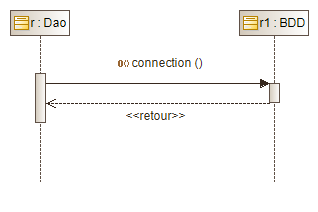 r : Dao
r1 : BDD
connection ()
<<retour>>